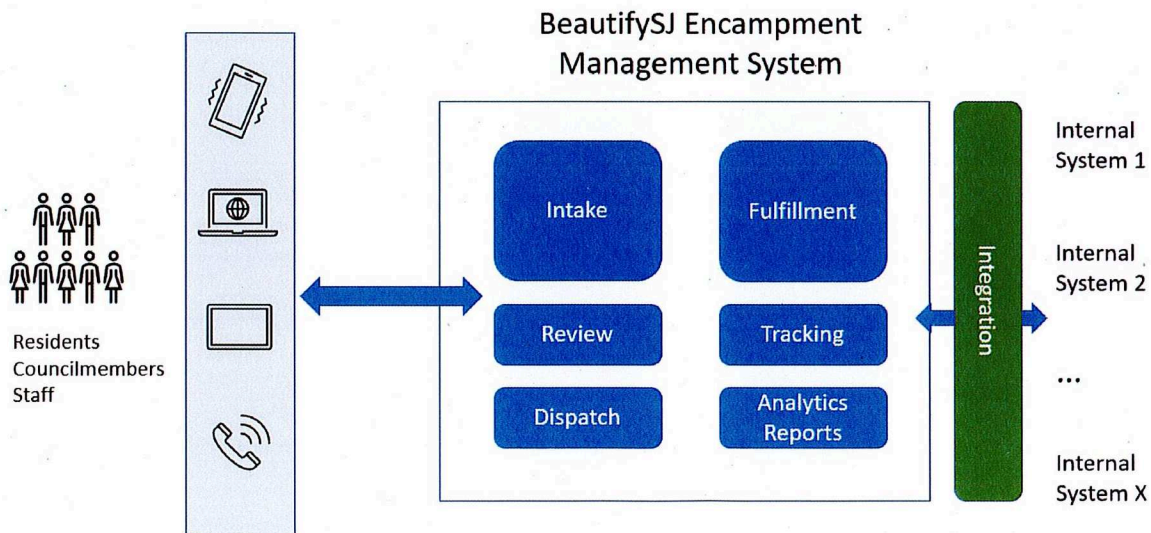 BeautifySJ Encampment
Management System
Residents
Councilmembers
Staff
Intake
Fulfillment
Review
Tracking
Dispatch
Analytics
Reports
Integration
Internal
System 1
Internal
System 2
...
Internal
System X